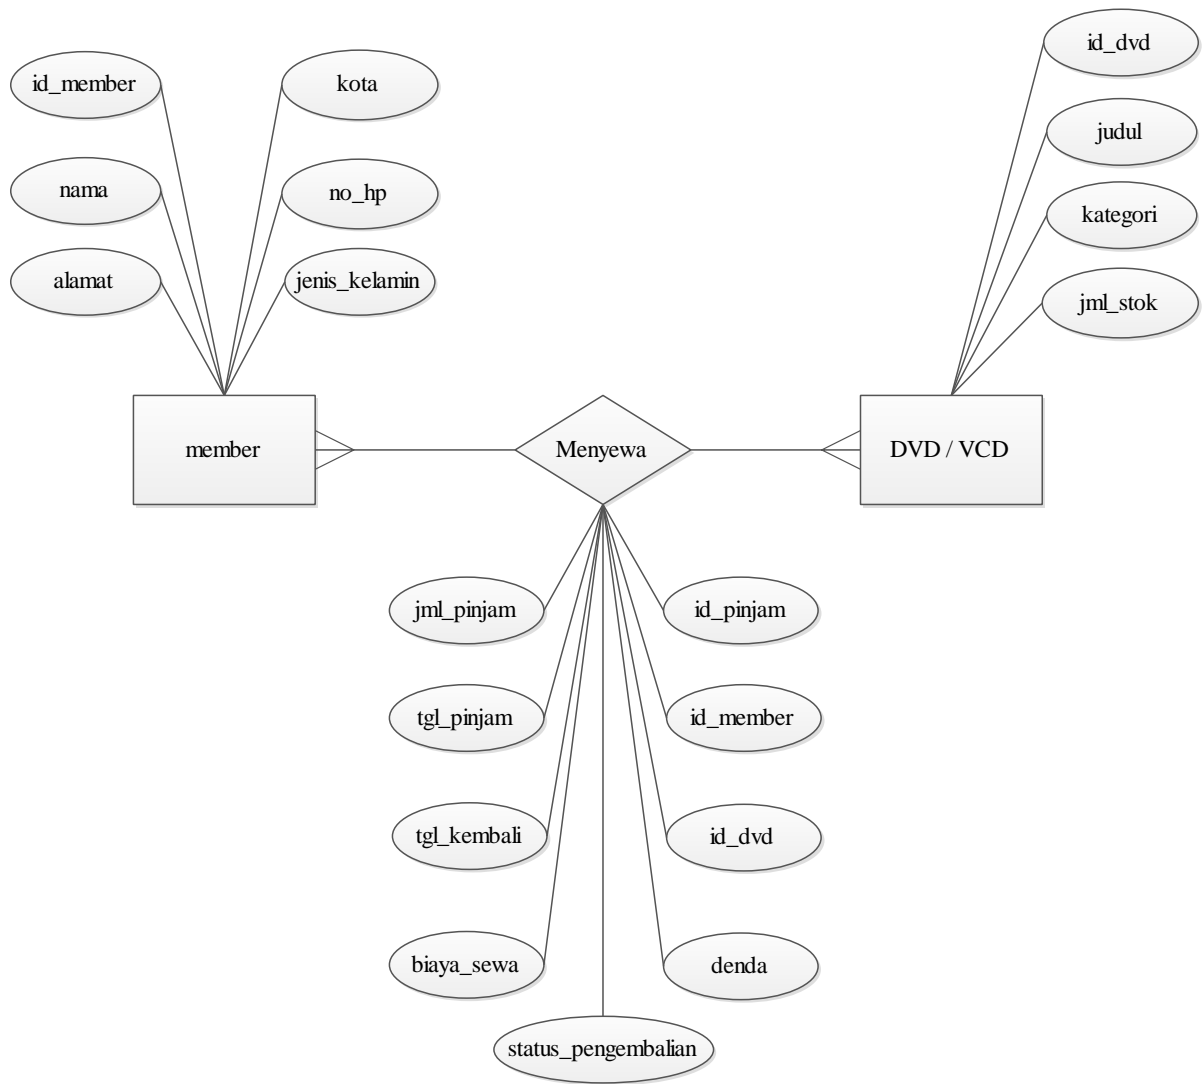 id_member
kota
id_dvd
nama
no_hp
judul
alamat
jenis_kelamin
kategori
jml_stok
member
Menyewa
DVD / VCD
jml_pinjam
id_pinjam
tgl_pinjam
id_member
tgl_kembali
id_dvd
biaya_sewa
denda
status_pengembalian